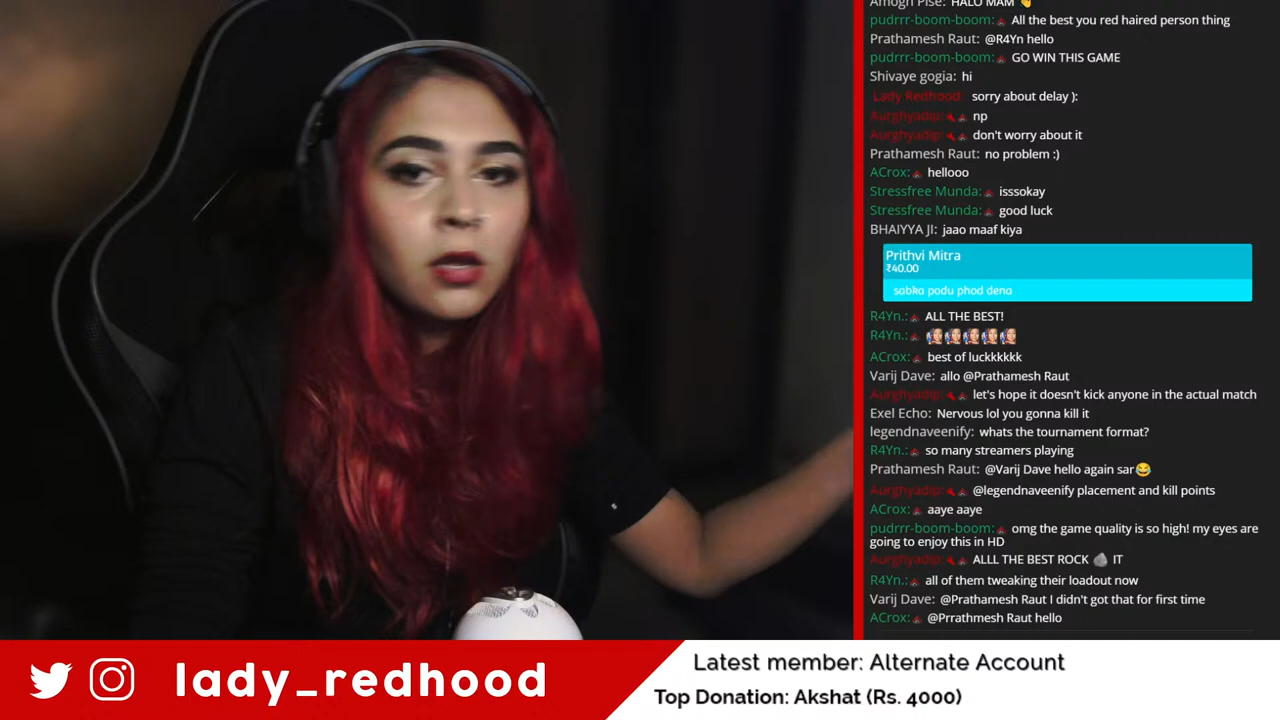 Amogh Pise: HALO MAM
pudrrr-boom-boom: All the best you red haired person thing
Prathamesh Raut: @R4Yn hello
pudrrr-boom-boom: GO WIN THIS GAME
Shivaye gogia: hi
Lady Redhood: sorry about delay ):
Aurghyadip: np
Aurghyadip: don't worry about it
Prathamesh Raut: no problem :)
ACrox: hellooo
Stressfree Munda: isssokay
Stressfree Munda: good luck
BHAIYYA JI: jaao maaf kiya
Prithvi Mitra
₹40.00
sabka padu phod dena
R4Yn.: ALL THE BEST!
R4Yn.:
ACrox: best of luckkkkkk
Varij Dave: allo @Prathamesh Raut
Aurghyadip: let's hope it doesn't kick anyone in the actual match
Exel Echo: Nervous lol you gonna kill it
legendnaveenify: whats the tournament format?
R4Yn.: so many streamers playing
Prathamesh Raut: @Varij Dave hello again sar😂
Aurghyadip: @legendnaveenify placement and kill points
ACrox: aaye aaye
pudrrr-boom-boom: omg the game quality is so high! my eyes are
going to enjoy this in HD
Aurghyadip: ALLL THE BEST ROCK 🪨 IT
R4Yn.: all of them tweaking their loadout now
Varij Dave: @Prathamesh Raut I didn't got that for first time
ACrox: @Prrathmesh Raut hello
lady_redhood
Latest member: Alternate Account
Top Donation: Akshat (Rs. 4000)